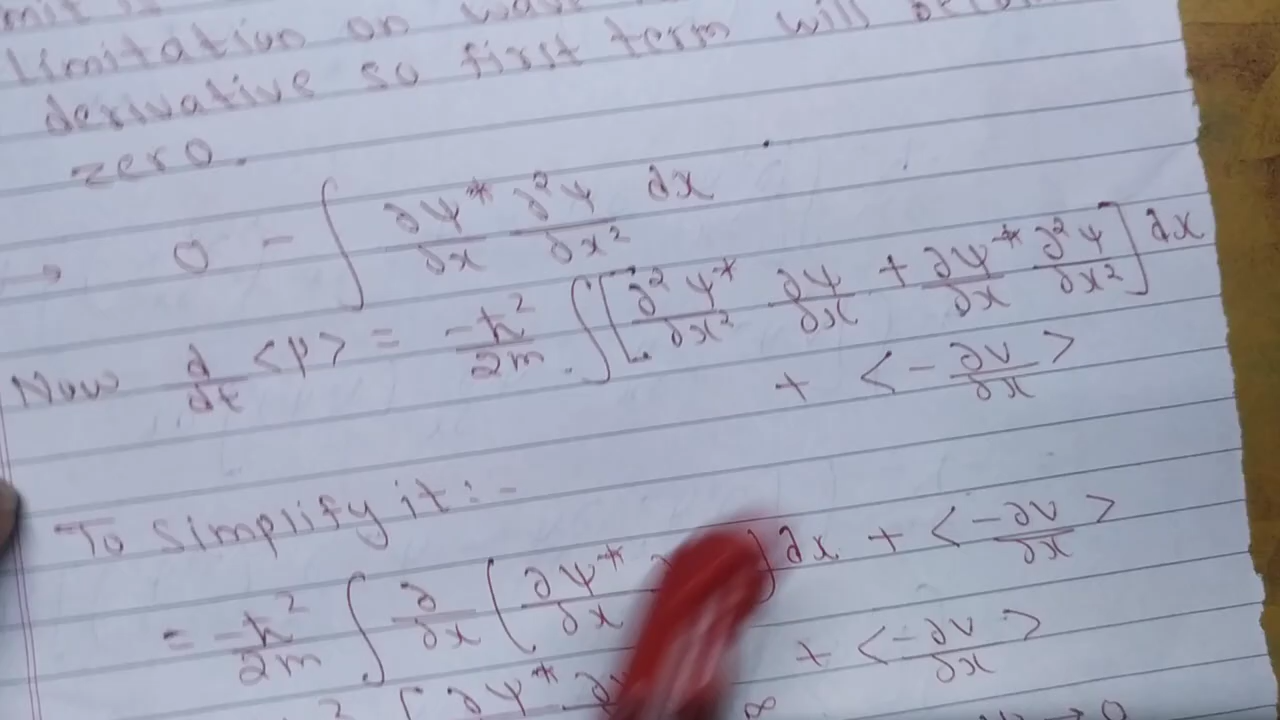 limitation on
derivative so first term will
zero.
→ 0 - ∫ ∂ψ*/∂x ∂²ψ/∂x² dx
Now d/dt <p> = -ħ²/2m ∫[∂²ψ*/∂x² ∂ψ/∂x + ∂ψ*/∂x ∂²ψ/∂x²] dx
+ <-∂V/∂x>
To simplify it :-
= -ħ²/2m ∫ ∂/∂x (∂ψ*/∂x ) dx + <-∂V/∂x>
[∂ψ*  ∞ + <-∂V/∂x>
→ 0